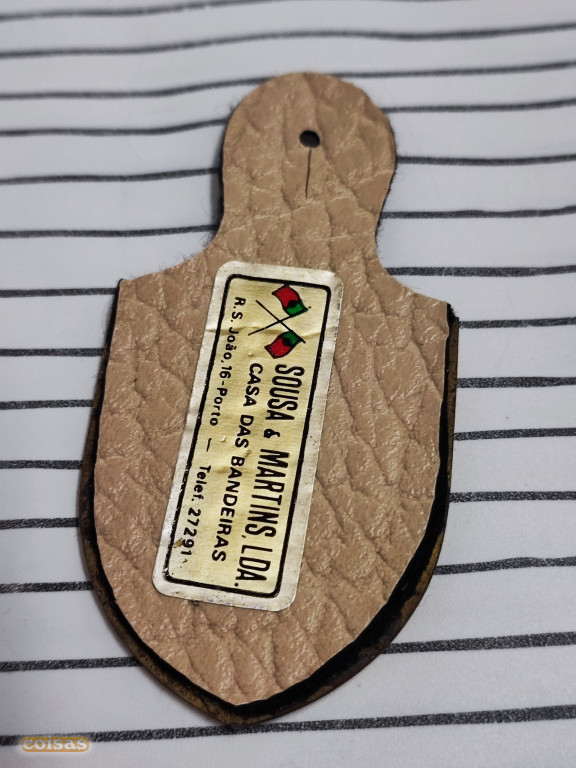 SOUSA & MARTINS, LDA.
CASA DAS BANDEIRAS
R. S. João, 16 - Porto — Telef. 27291
coisas